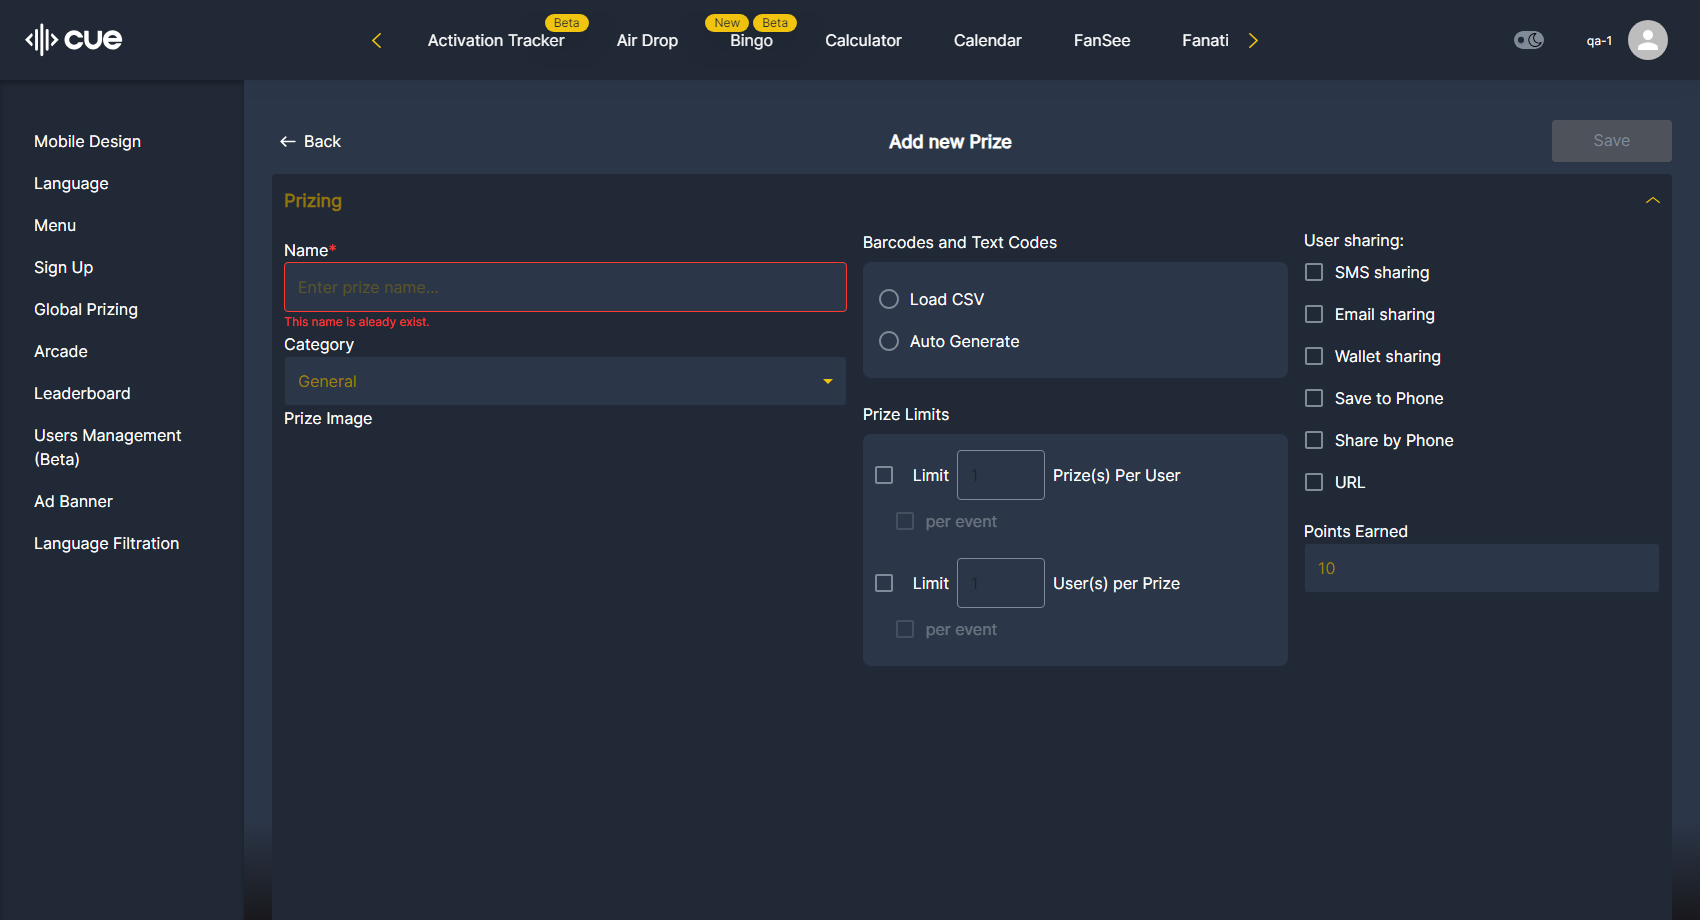 cue
Activation Tracker
Beta
Air Drop
New
Beta
Bingo
Calculator
Calendar
FanSee
Fanati
qa-1
Mobile Design
Language
Menu
Sign Up
Global Prizing
Arcade
Leaderboard
Users Management
(Beta)
Ad Banner
Language Filtration
Back
Add new Prize
Save
Prizing
Name*
Enter prize name...
This name is aleady exist.
Category
General
Prize Image
Barcodes and Text Codes
Load CSV
Auto Generate
Prize Limits
Limit 1 Prize(s) Per User
per event
Limit 1 User(s) per Prize
per event
User sharing:
SMS sharing
Email sharing
Wallet sharing
Save to Phone
Share by Phone
URL
Points Earned
10